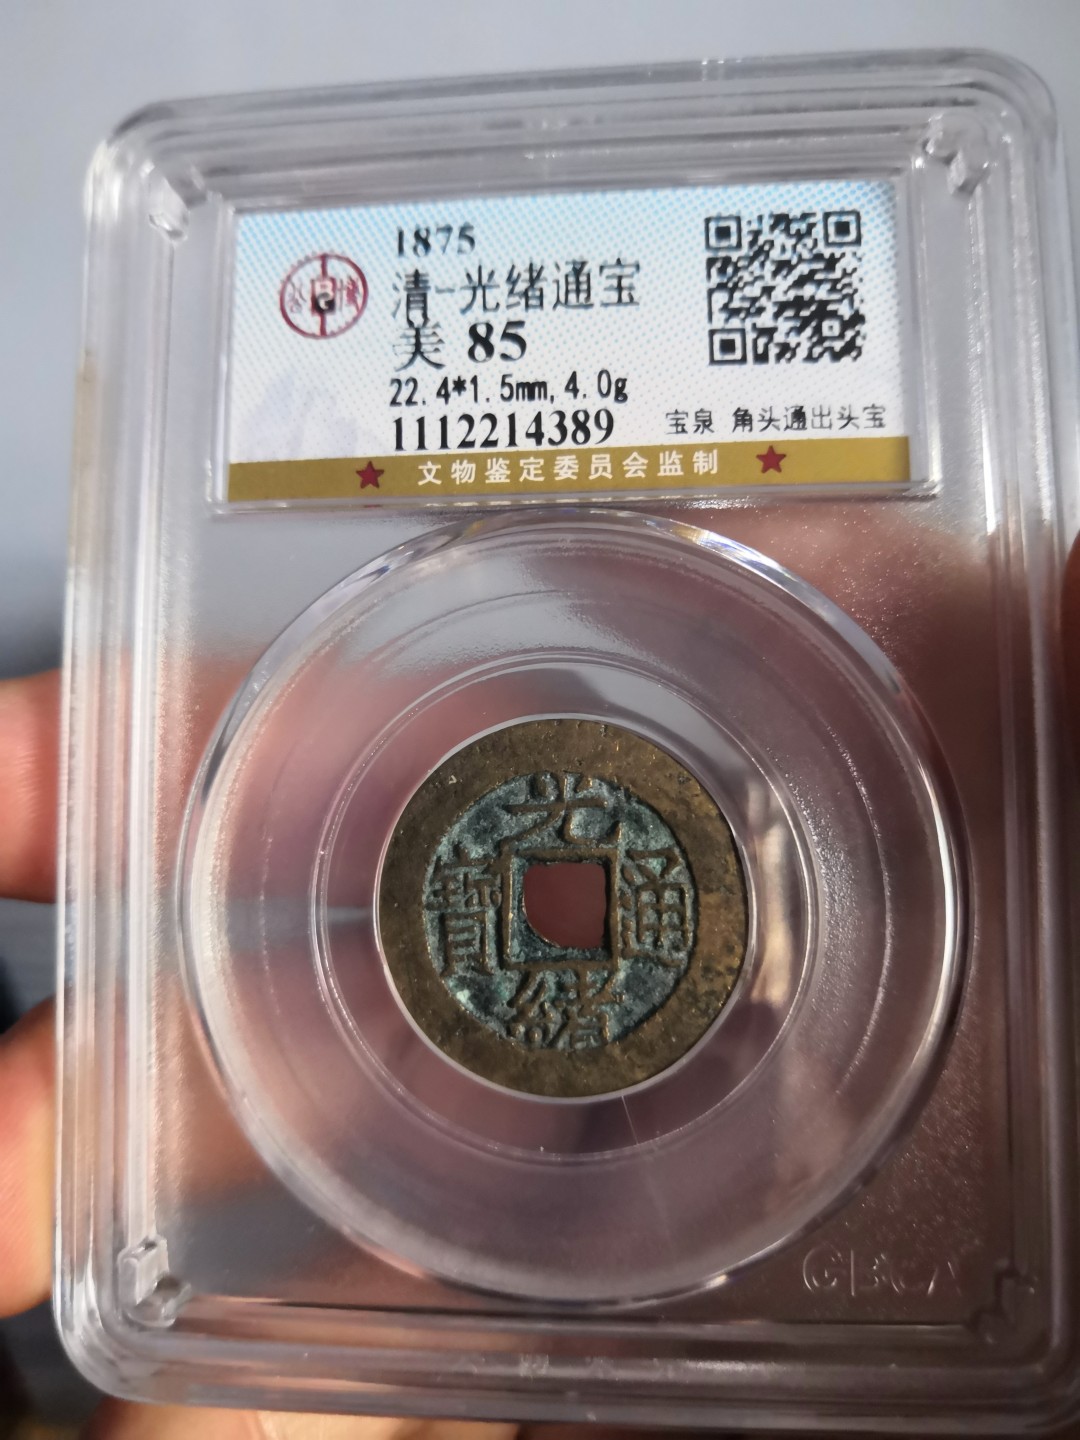 1875
清-光绪通宝
美 85
22.4*1.5mm,4.0g
1112214389
宝泉 角头通出头宝
★ 文物鉴定委员会监制 ★
光
寶 通
緒
GBCA